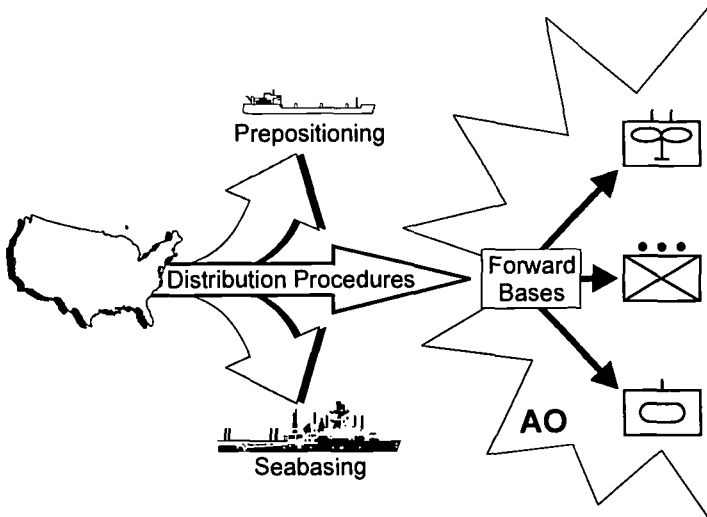 Prepositioning
Distribution Procedures
Forward
Bases
AO
Seabasing